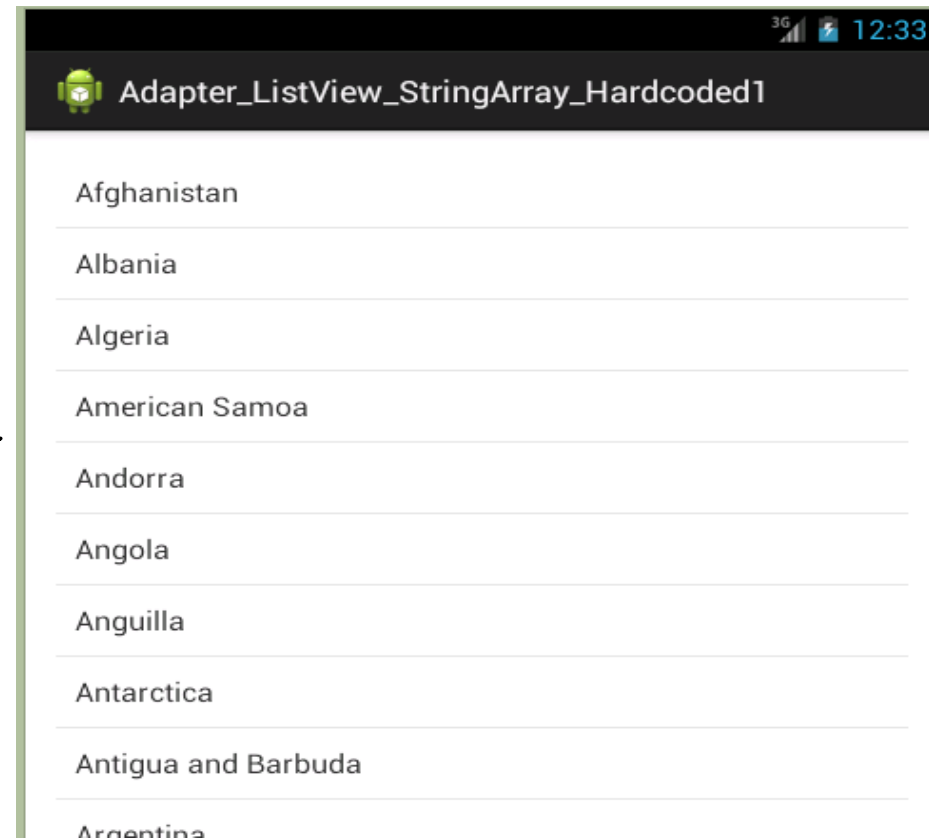 3G 12:33
Adapter_ListView_StringArray_Hardcoded1
Afghanistan
Albania
Algeria
American Samoa
Andorra
Angola
Anguilla
Antarctica
Antigua and Barbuda
Argentina